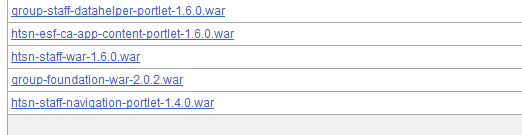 group-staff-datahelper-portlet-1.6.0.war
htsn-esf-ca-app-content-portlet-1.6.0.war
htsn-staff-war-1.6.0.war
group-foundation-war-2.0.2.war
htsn-staff-navigation-portlet-1.4.0.war